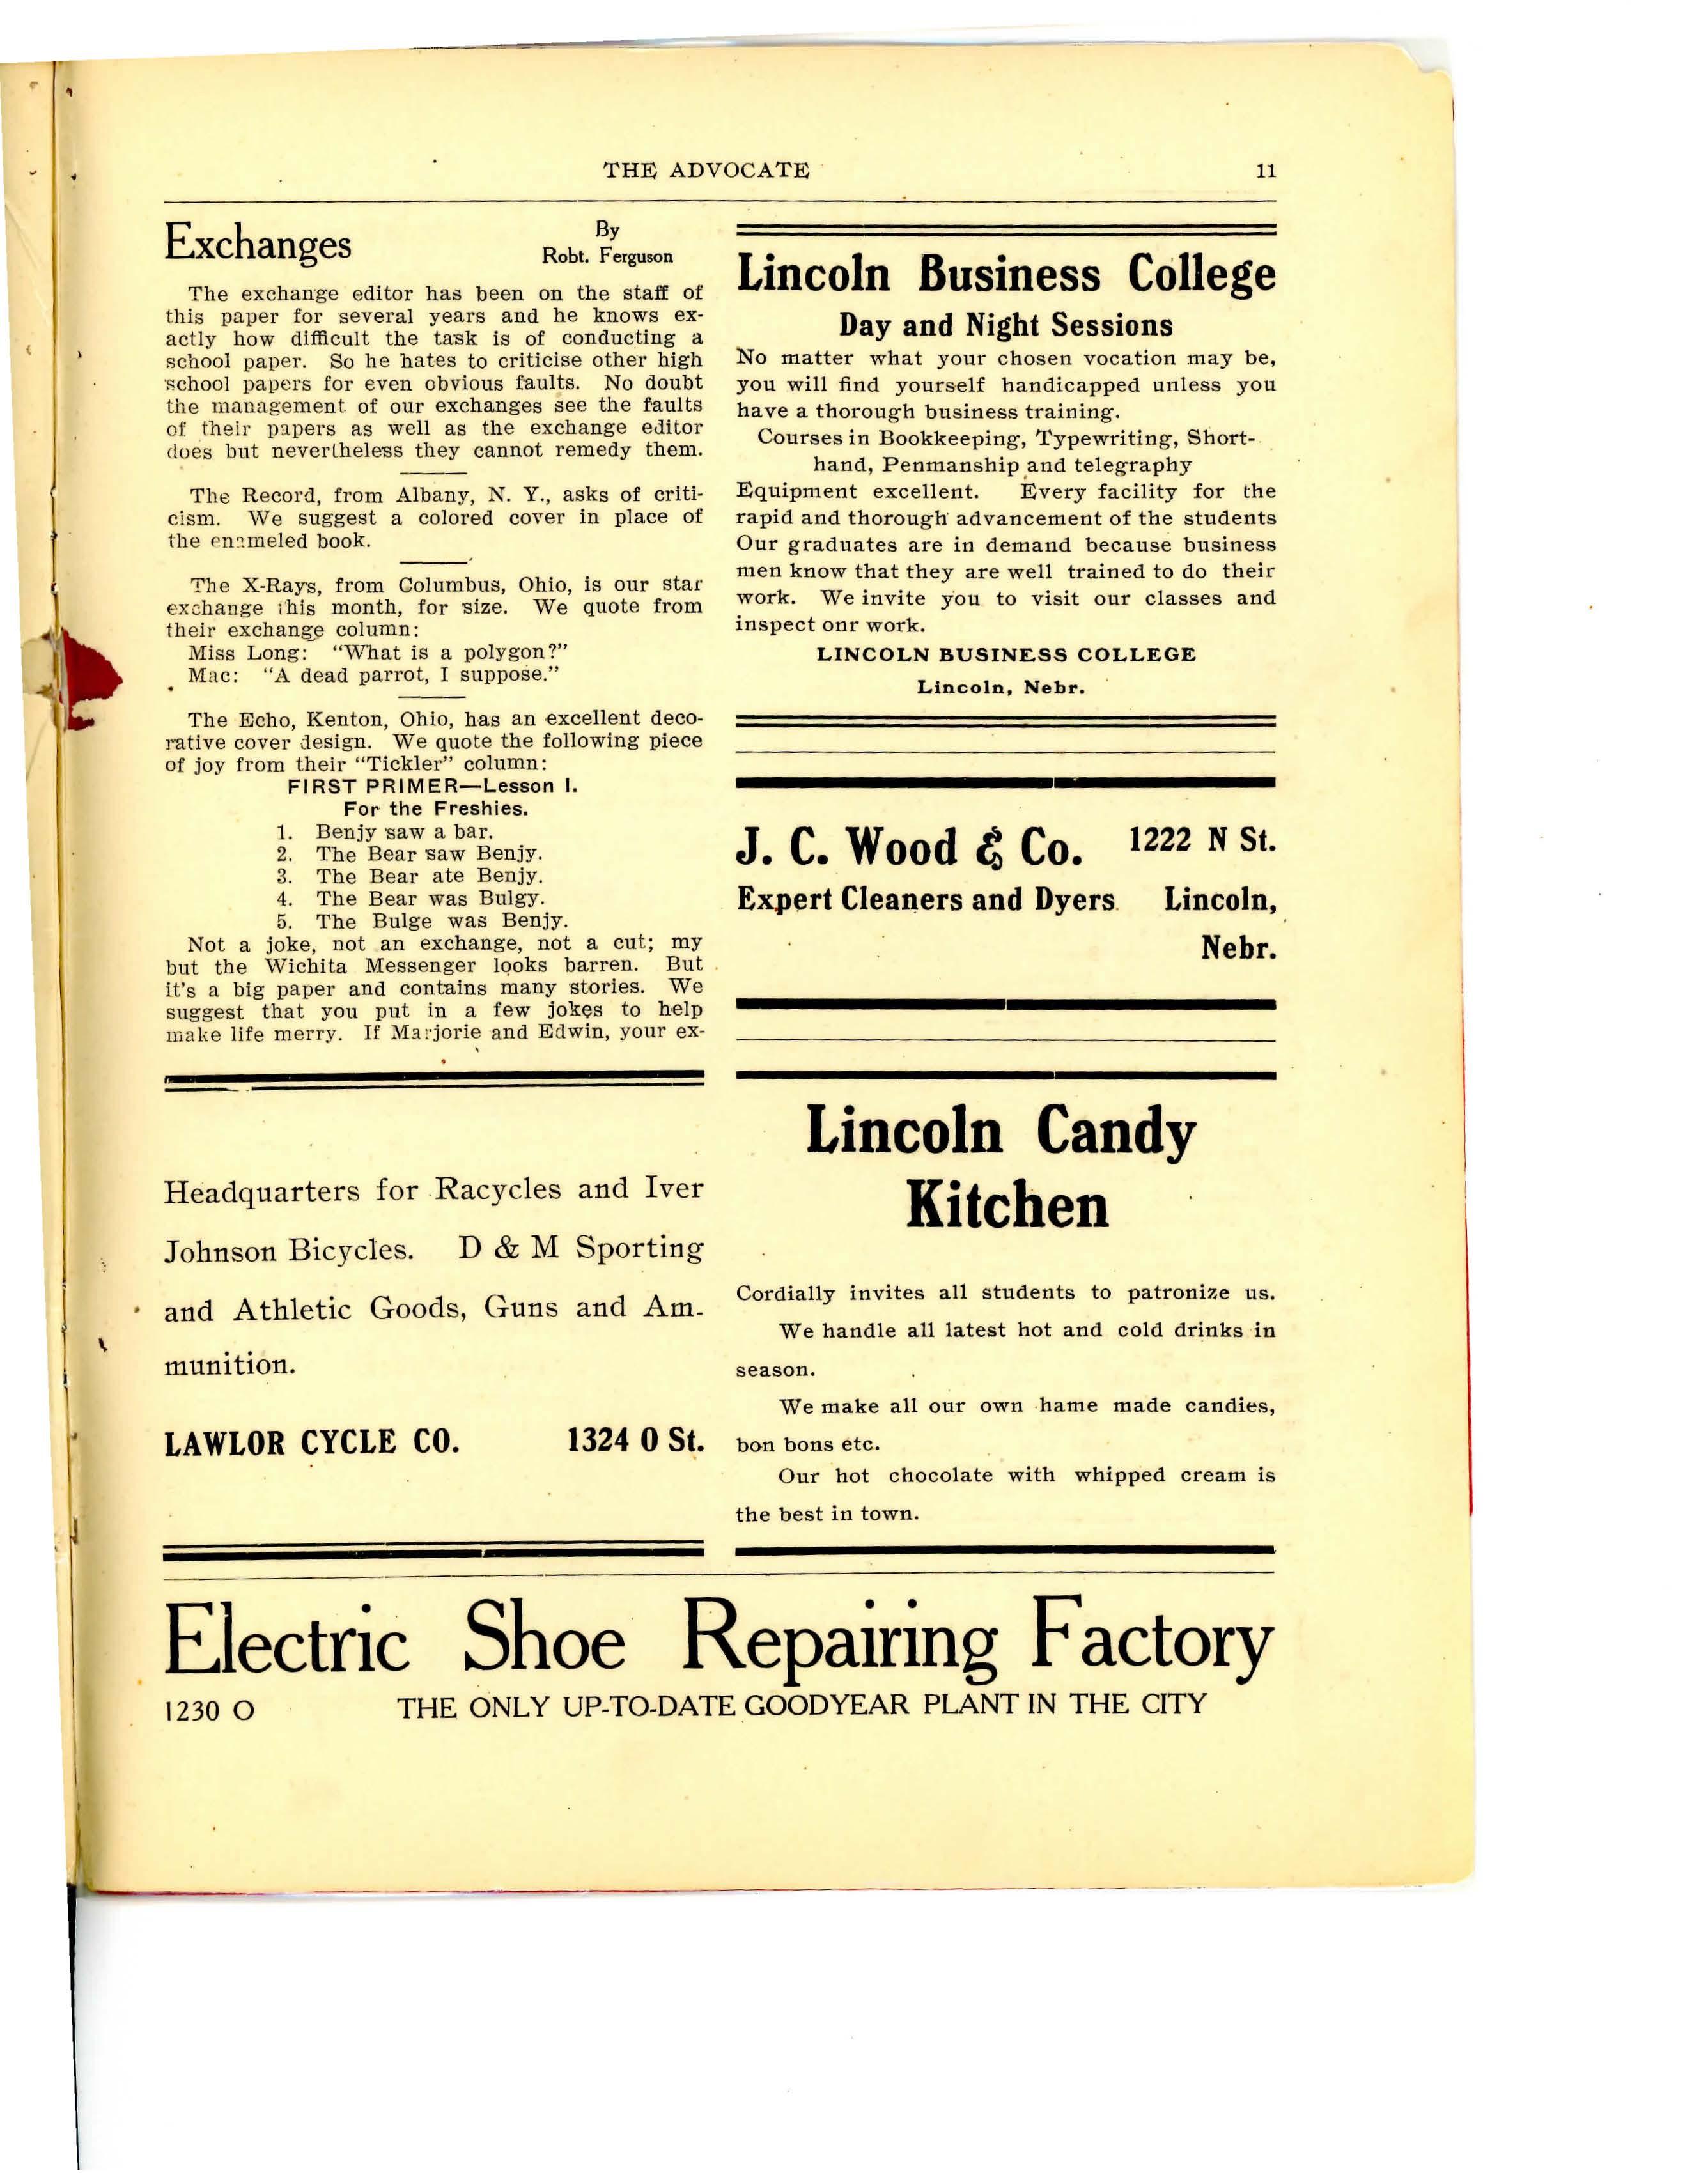 THE ADVOCATE
11
Exchanges
By
Robt. Ferguson
The exchange editor has been on the staff of
this paper for several years and he knows ex-
actly how difficult the task is of conducting a
school paper. So he hates to criticise other high
school papers for even obvious faults. No doubt
the management of our exchanges see the faults
of their papers as well as the exchange editor
does but nevertheless they cannot remedy them.
The Record, from Albany, N. Y., asks of criti-
cism. We suggest a colored cover in place of
the enameled book.
The X-Rays, from Columbus, Ohio, is our star
exchange this month, for size. We quote from
their exchange column:
Miss Long: "What is a polygon?"
Mac: "A dead parrot, I suppose."
The Echo, Kenton, Ohio, has an excellent deco-
rative cover design. We quote the following piece
of joy from their "Tickler" column:
FIRST PRIMER—Lesson I.
For the Freshies.
1. Benjy saw a bar.
2. The Bear saw Benjy.
3. The Bear ate Benjy.
4. The Bear was Bulgy.
5. The Bulge was Benjy.
Not a joke, not an exchange, not a cut; my
but the Wichita Messenger looks barren. But
it's a big paper and contains many stories. We
suggest that you put in a few jokes to help
make life merry. If Marjorie and Edwin, your ex-
Headquarters for Racycles and Iver
Johnson Bicycles. D & M Sporting
and Athletic Goods, Guns and Am-
munition.
LAWLOR CYCLE CO. 1324 O St.
Lincoln Business College
Day and Night Sessions
No matter what your chosen vocation may be,
you will find yourself handicapped unless you
have a thorough business training.
Courses in Bookkeeping, Typewriting, Short-
hand, Penmanship and telegraphy
Equipment excellent. Every facility for the
rapid and thorough advancement of the students
Our graduates are in demand because business
men know that they are well trained to do their
work. We invite you to visit our classes and
inspect onr work.
LINCOLN BUSINESS COLLEGE
Lincoln, Nebr.
J. C. Wood & Co. 1222 N St.
Expert Cleaners and Dyers Lincoln,
Nebr.
Lincoln Candy
Kitchen
Cordially invites all students to patronize us.
We handle all latest hot and cold drinks in
season.
We make all our own hame made candies,
bon bons etc.
Our hot chocolate with whipped cream is
the best in town.
Electric Shoe Repairing Factory
1230 O THE ONLY UP-TO-DATE GOODYEAR PLANT IN THE CITY